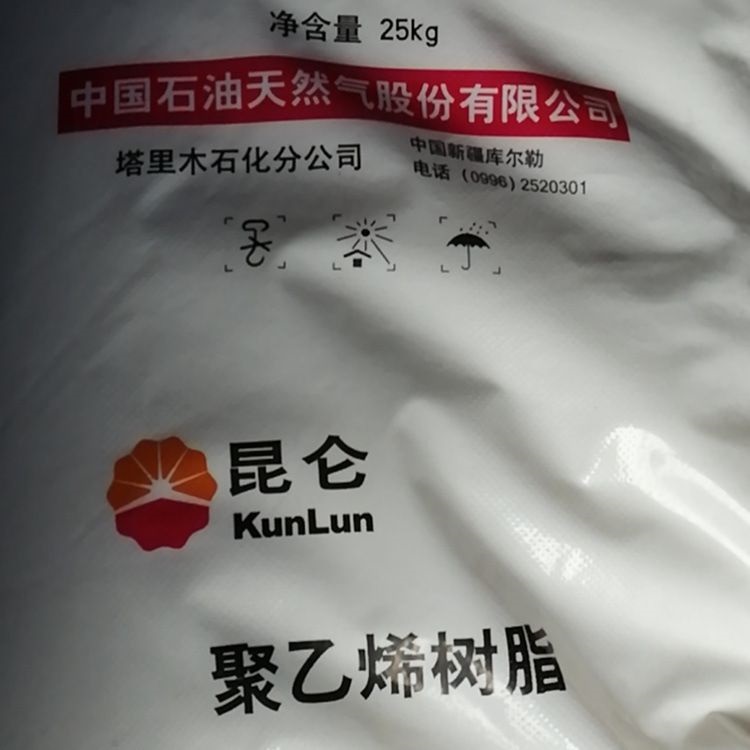 净含量 25kg
中国石油天然气股份有限公司
塔里木石化分公司
中国新疆库尔勒
电话 (0996) 2520301
昆仑
KunLun
聚乙烯树脂